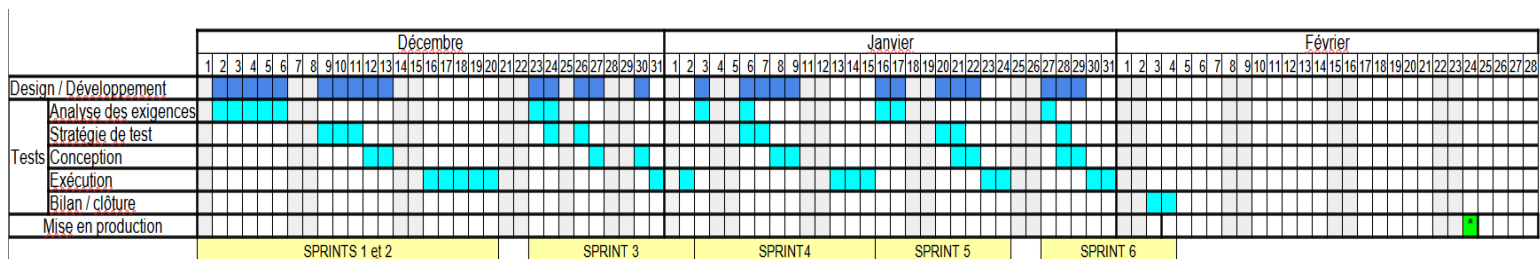 Décembre Janvier Février
1 2 3 4 5 6 7 8 9 10 11 12 13 14 15 16 17 18 19 20 21 22 23 24 25 26 27 28 29 30 31 1 2 3 4 5 6 7 8 9 11 12 13 14 15 16 17 18 19 20 21 22 23 24 25 26 27 28 29 30 31 1 2 3 4 5 6 7 8 9 10 11 12 13 14 15 16 17 18 19 20 21 22 23 24 25 26 27 28
Design / Développement
Tests
Analyse des exigences
Stratégie de test
Conception
Exécution
Bilan / clôture
Mise en production *
SPRINTS 1 et 2 SPRINT 3 SPRINT4 SPRINT 5 SPRINT 6